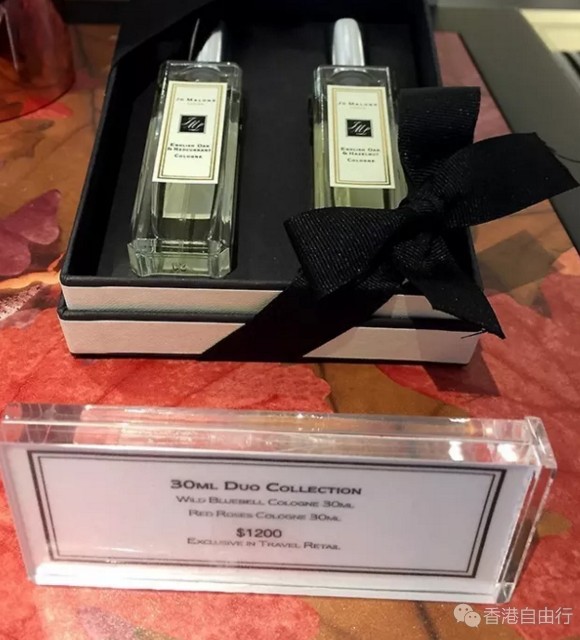 Jo Malone
London
English Oak
& Redcurrant
Cologne
Jo Malone
English Oak
& Hazelnut
Cologne
30ml Duo Collection
Wild Bluebell Cologne 30ml
Red Roses Cologne 30ml
$1200
Exclusive in Travel Retail
香港自由行